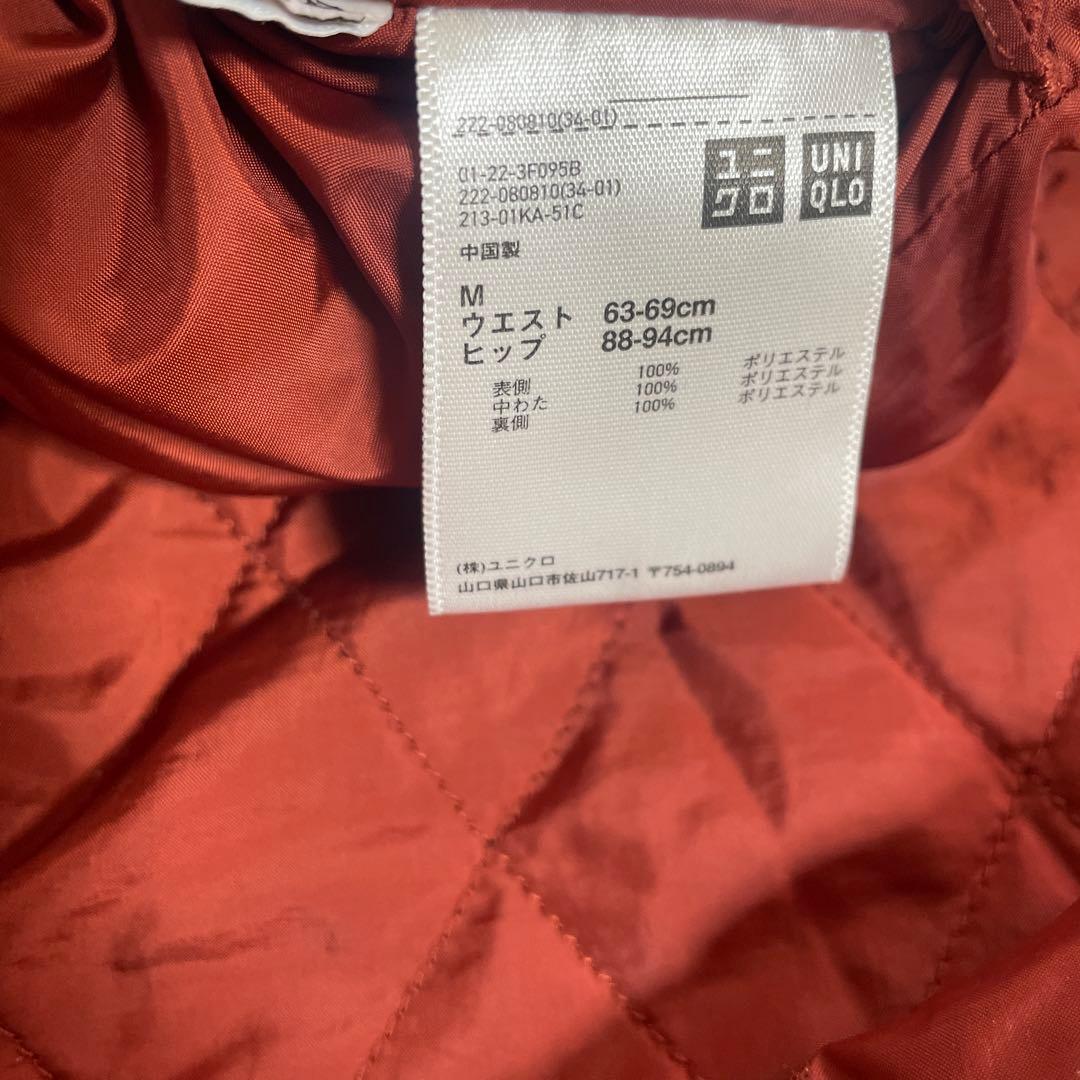 222-080810(34-01)
01-22-3F095B
222-080810(34-01)
213-01KA-51C
ユニクロ
UNIQLO
中国製
M
ウエスト 63-69cm
ヒップ 88-94cm
表側 100% ポリエステル
中わた 100% ポリエステル
裏側 100% ポリエステル
(株)ユニクロ
山口県山口市佐山717-1 〒754-0894